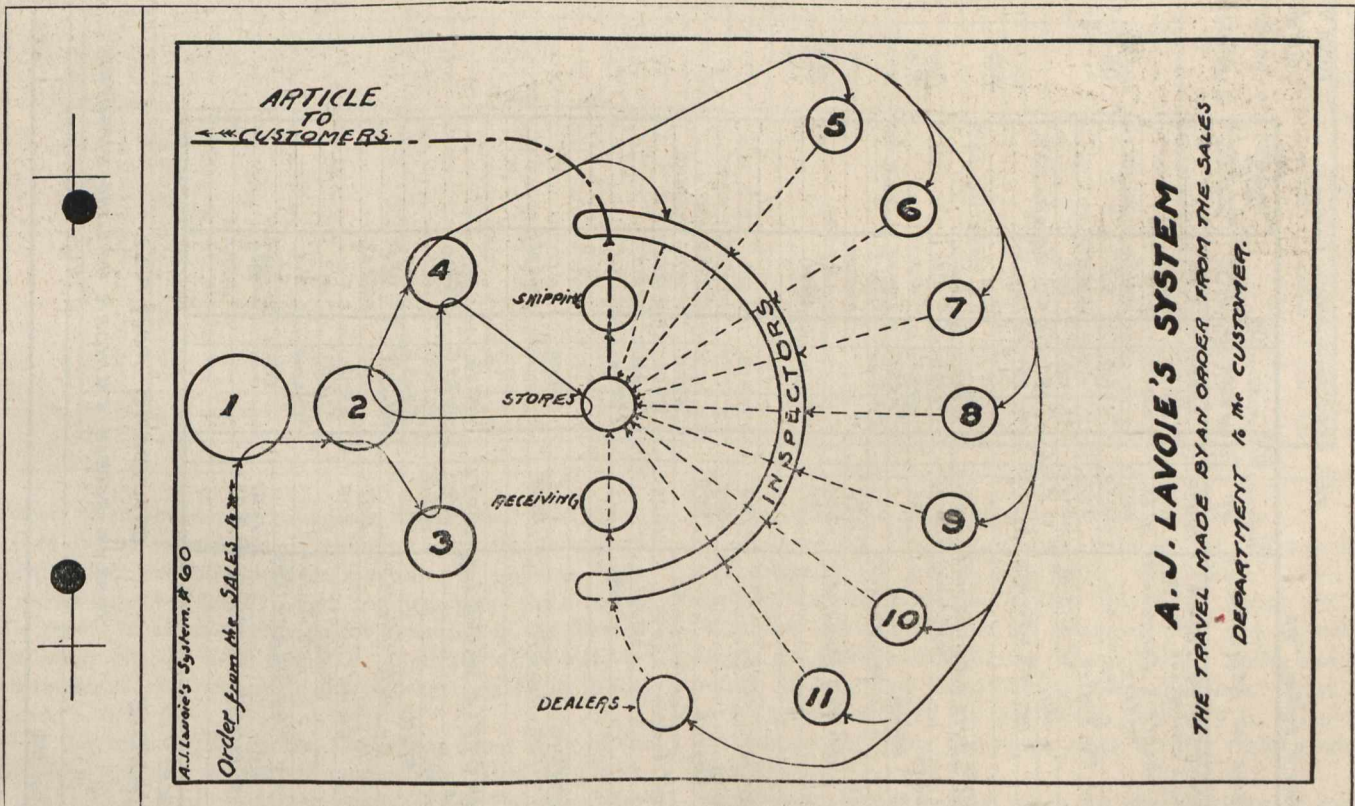 A.J. Lavoie's System. # 60
Order from the SALES
ARTICLE
TO
CUSTOMERS
1
2
3
4
SHIPPING
STORES
RECEIVING
DEALERS
INSPECTORS
5
6
7
8
9
10
11
A. J. LAVOIE'S SYSTEM
THE TRAVEL MADE BY AN ORDER FROM THE SALES
DEPARTMENT to the CUSTOMER.